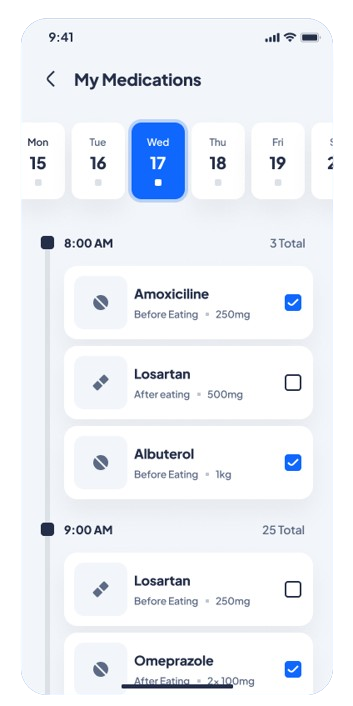 9:41
My Medications
Mon Tue Wed Thu Fri S
15 16 17 18 19 2
8:00 AM 3 Total
Amoxiciline
Before Eating • 250mg
Losartan
After eating • 500mg
Albuterol
Before Eating • 1kg
9:00 AM 25 Total
Losartan
Before Eating • 250mg
Omeprazole
After Eating • 2x 100mg